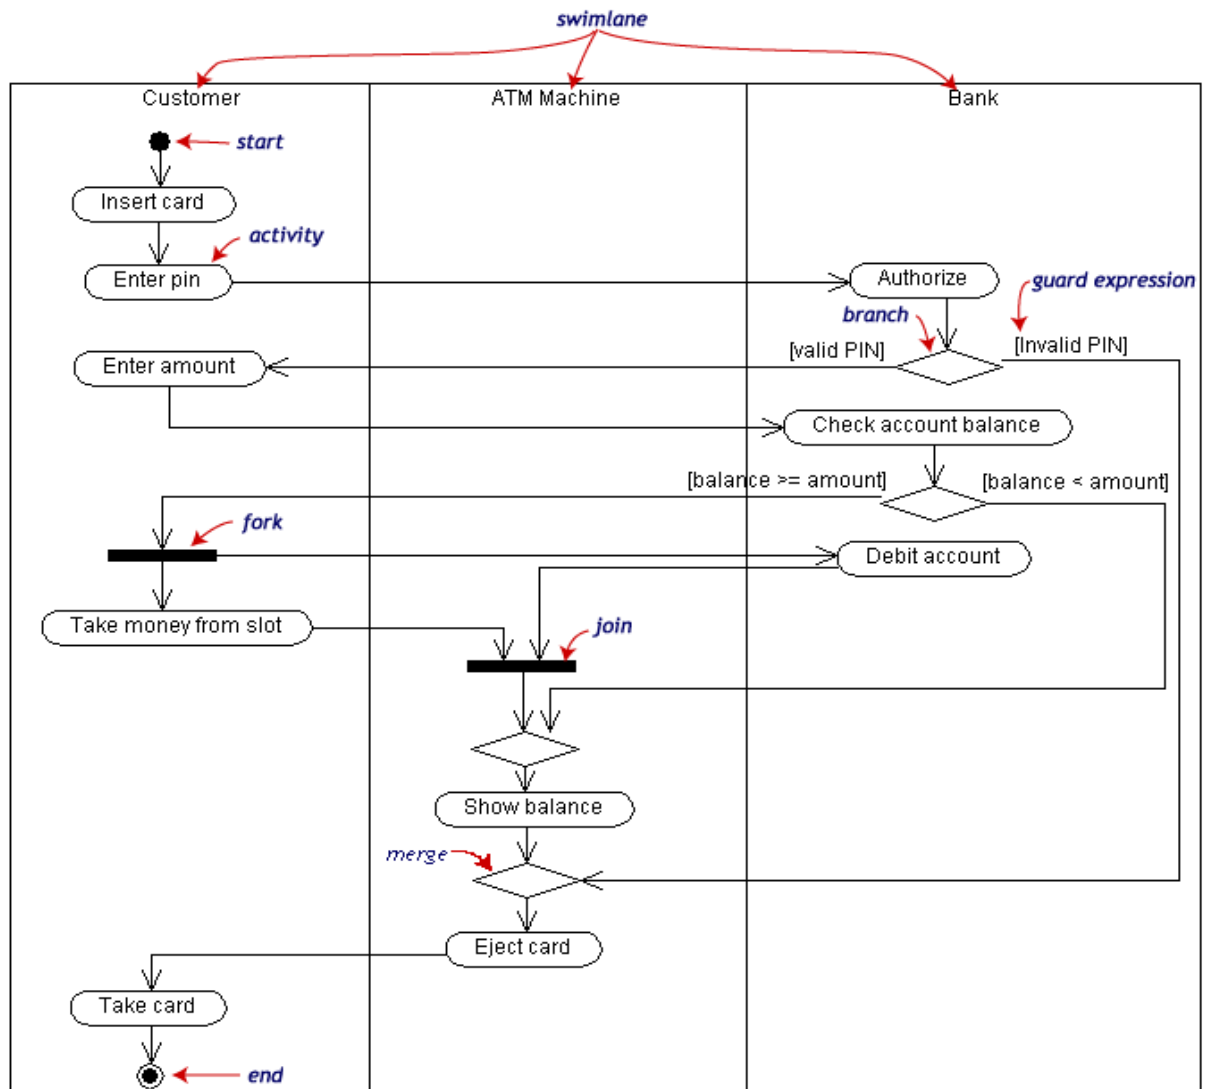 swimlane
Customer
ATM Machine
Bank
start
Insert card
activity
Enter pin
Authorize
guard expression
branch
[valid PIN]
[Invalid PIN]
Enter amount
Check account balance
[balance >= amount]
[balance < amount]
fork
Debit account
Take money from slot
join
Show balance
merge
Eject card
Take card
end